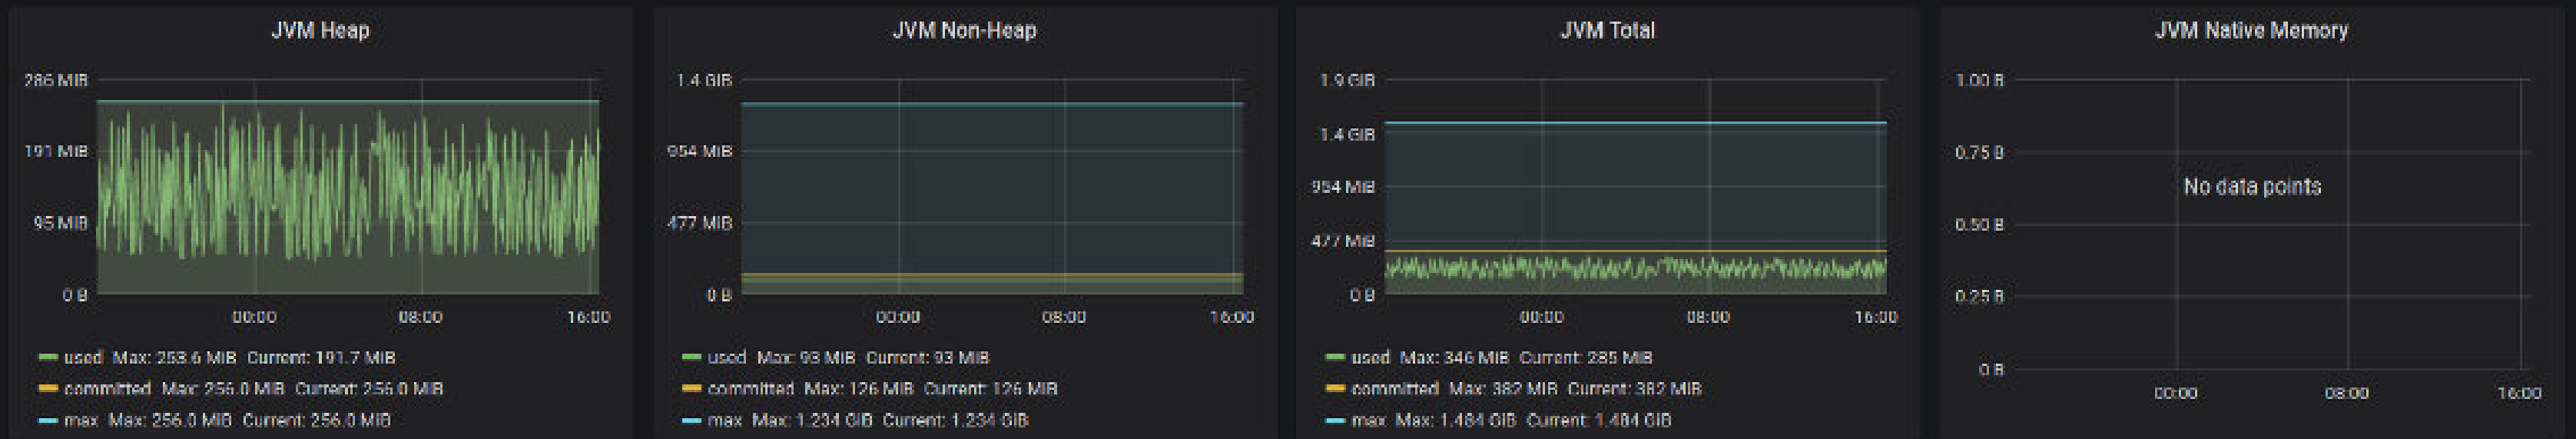 JVM Heap
286 MiB
191 MiB
95 MiB
0 B
00:00 08:00 16:00
used Max: 253.6 MiB Current: 191.7 MiB
committed Max: 256.0 MiB Current: 256.0 MiB
max Max: 256.0 MiB Current: 256.0 MiB
JVM Non-Heap
1.4 GiB
954 MiB
477 MiB
0 B
00:00 08:00 16:00
used Max: 93 MiB Current: 93 MiB
committed Max: 126 MiB Current: 126 MiB
max Max: 1.234 GiB Current: 1.234 GiB
JVM Total
1.9 GiB
1.4 GiB
954 MiB
477 MiB
0 B
00:00 08:00 16:00
used Max: 346 MiB Current: 285 MiB
committed Max: 382 MiB Current: 382 MiB
max Max: 1.484 GiB Current: 1.484 GiB
JVM Native Memory
1.00 B
0.75 B
No data points
0.50 B
0.25 B
0 B
00:00 08:00 16:00